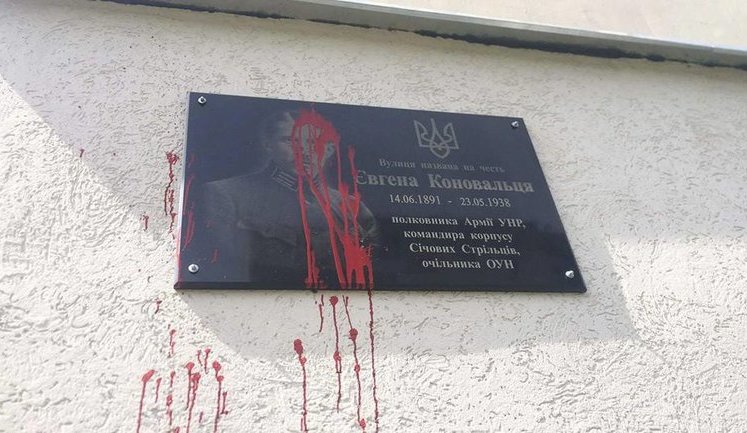 Вулиця названа на честь
Євгена Коновальця
14.06.1891 - 23.05.1938
полковника Армії УНР,
командира корпусу
Січових Стрільців,
очільника ОУН